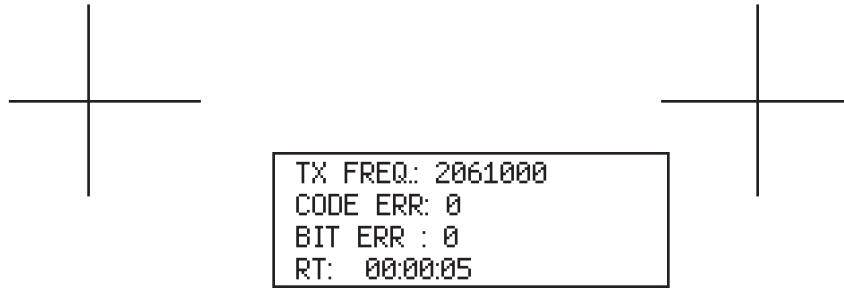 TX FREQ.: 2061000
CODE ERR: 0
BIT ERR : 0
RT: 00:00:05